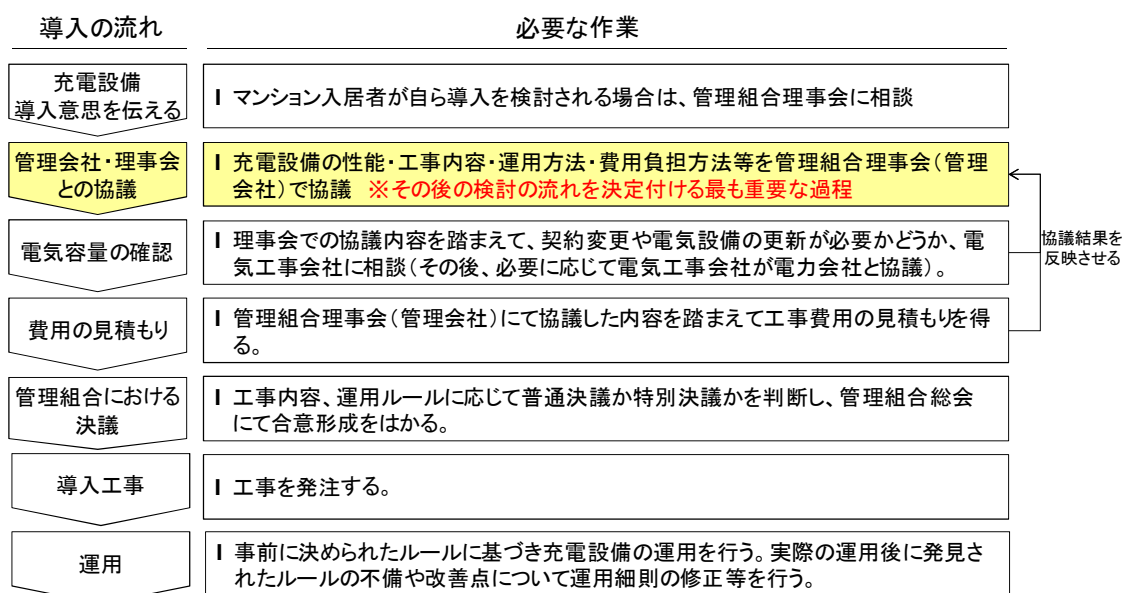 導入の流れ
必要な作業
充電設備
導入意思を伝える
l マンション入居者が自ら導入を検討される場合は、管理組合理事会に相談
管理会社・理事会
との協議
l 充電設備の性能・工事内容・運用方法・費用負担方法等を管理組合理事会(管理
会社)で協議 ※その後の検討の流れを決定付ける最も重要な過程
電気容量の確認
l 理事会での協議内容を踏まえて、契約変更や電気設備の更新が必要かどうか、電
気工事会社に相談(その後、必要に応じて電気工事会社が電力会社と協議)。
協議結果を
反映させる
費用の見積もり
l 管理組合理事会(管理会社)にて協議した内容を踏まえて工事費用の見積もりを得
る。
管理組合における
決議
l 工事内容、運用ルールに応じて普通決議か特別決議かを判断し、管理組合総会
にて合意形成をはかる。
導入工事
l 工事を発注する。
運用
l 事前に決められたルールに基づき充電設備の運用を行う。実際の運用後に発見さ
れたルールの不備や改善点について運用細則の修正等を行う。